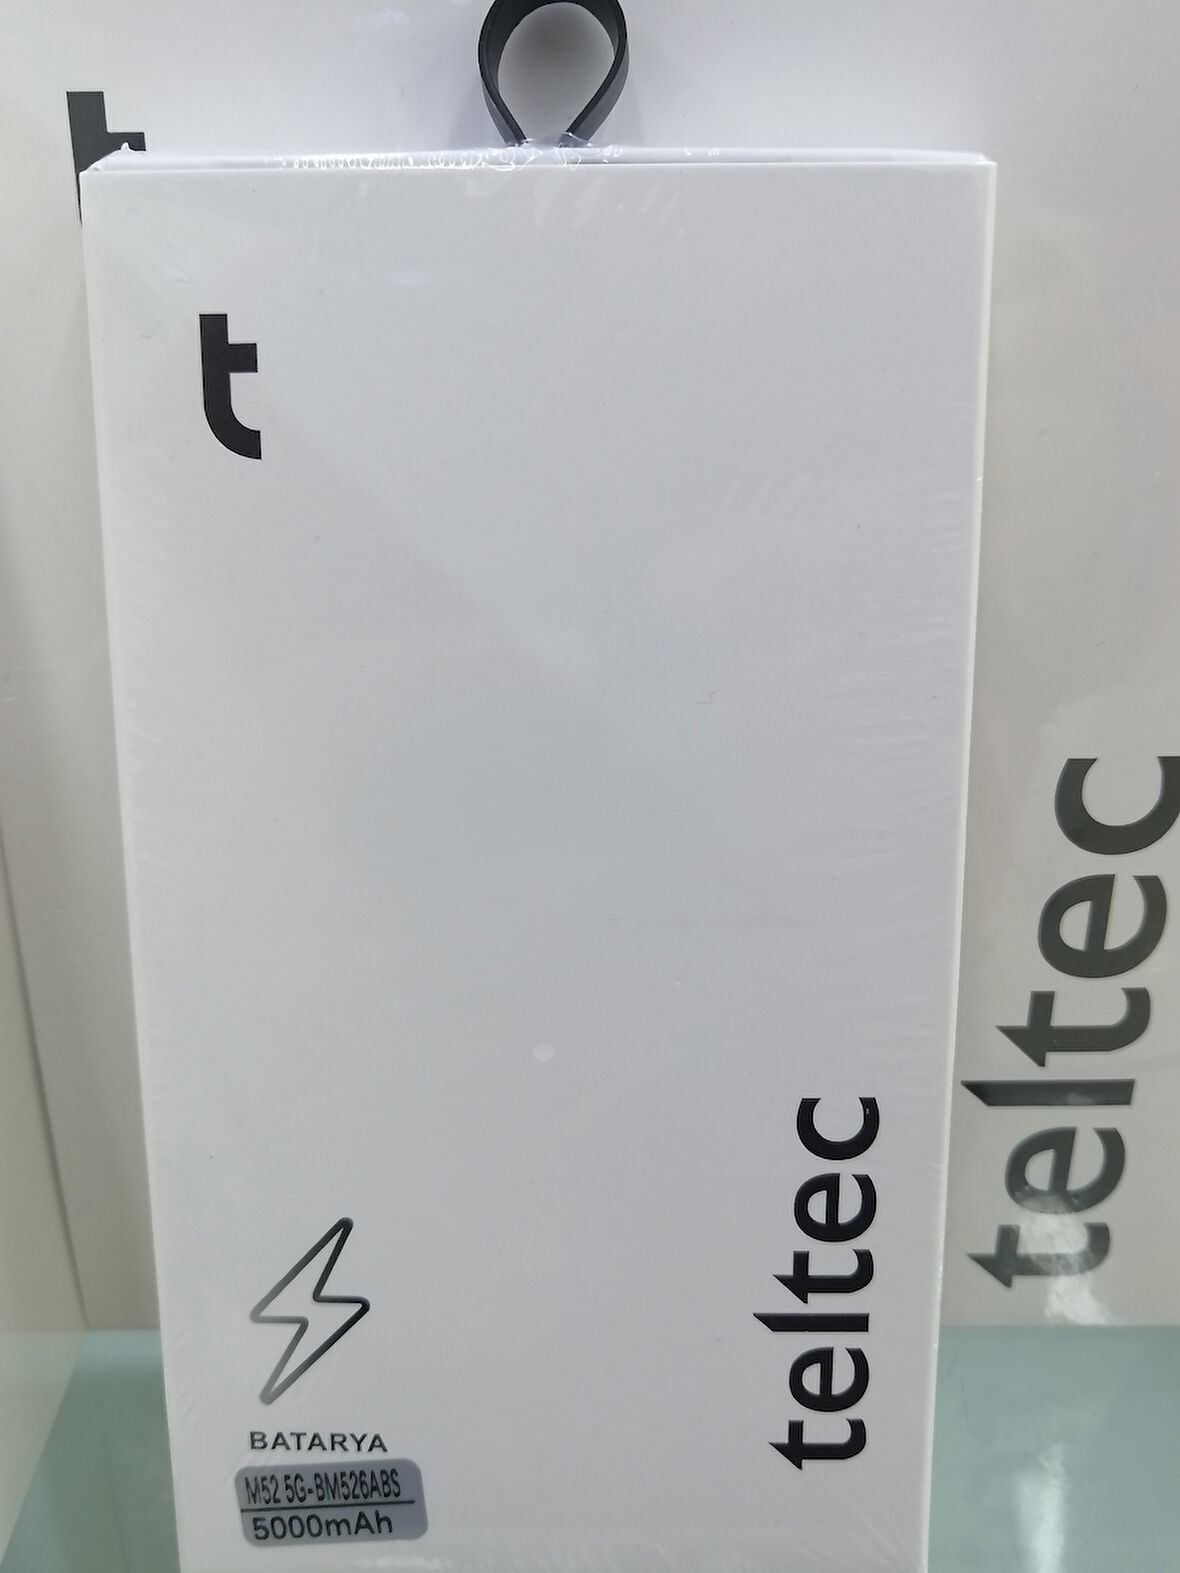 t
t
teltec
teltec
BATARYA
M52 5G-BM526ABS
5000mAh